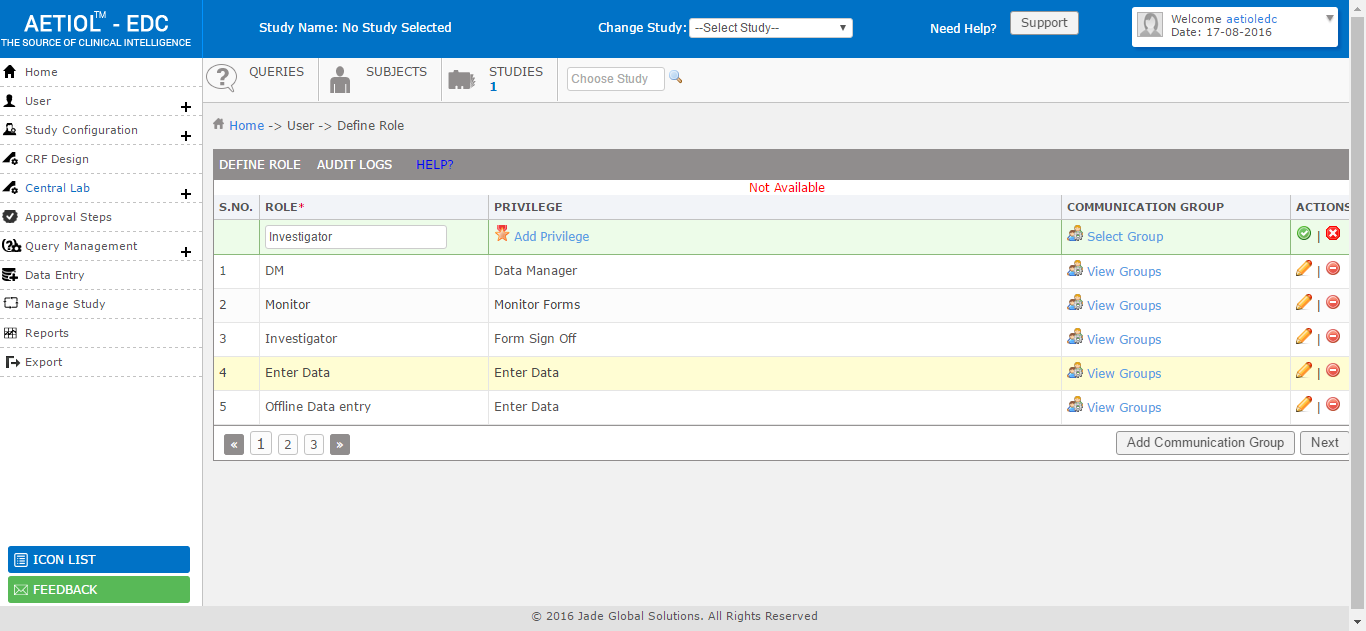 AETIOL™ - EDC
THE SOURCE OF CLINICAL INTELLIGENCE
Study Name: No Study Selected
Change Study: --Select Study--
Need Help? Support
Welcome aetioledc
Date: 17-08-2016
Home
User
Study Configuration
CRF Design
Central Lab
Approval Steps
Query Management
Data Entry
Manage Study
Reports
Export
ICON LIST
FEEDBACK
QUERIES
SUBJECTS
STUDIES
1
Choose Study
Home -> User -> Define Role
DEFINE ROLE AUDIT LOGS HELP?
Not Available
S.NO. ROLE* PRIVILEGE COMMUNICATION GROUP ACTIONS
Investigator Add Privilege Select Group |
1 DM Data Manager View Groups |
2 Monitor Monitor Forms View Groups |
3 Investigator Form Sign Off View Groups |
4 Enter Data Enter Data View Groups |
5 Offline Data entry Enter Data View Groups |
« 1 2 3 » Add Communication Group Next
© 2016 Jade Global Solutions. All Rights Reserved